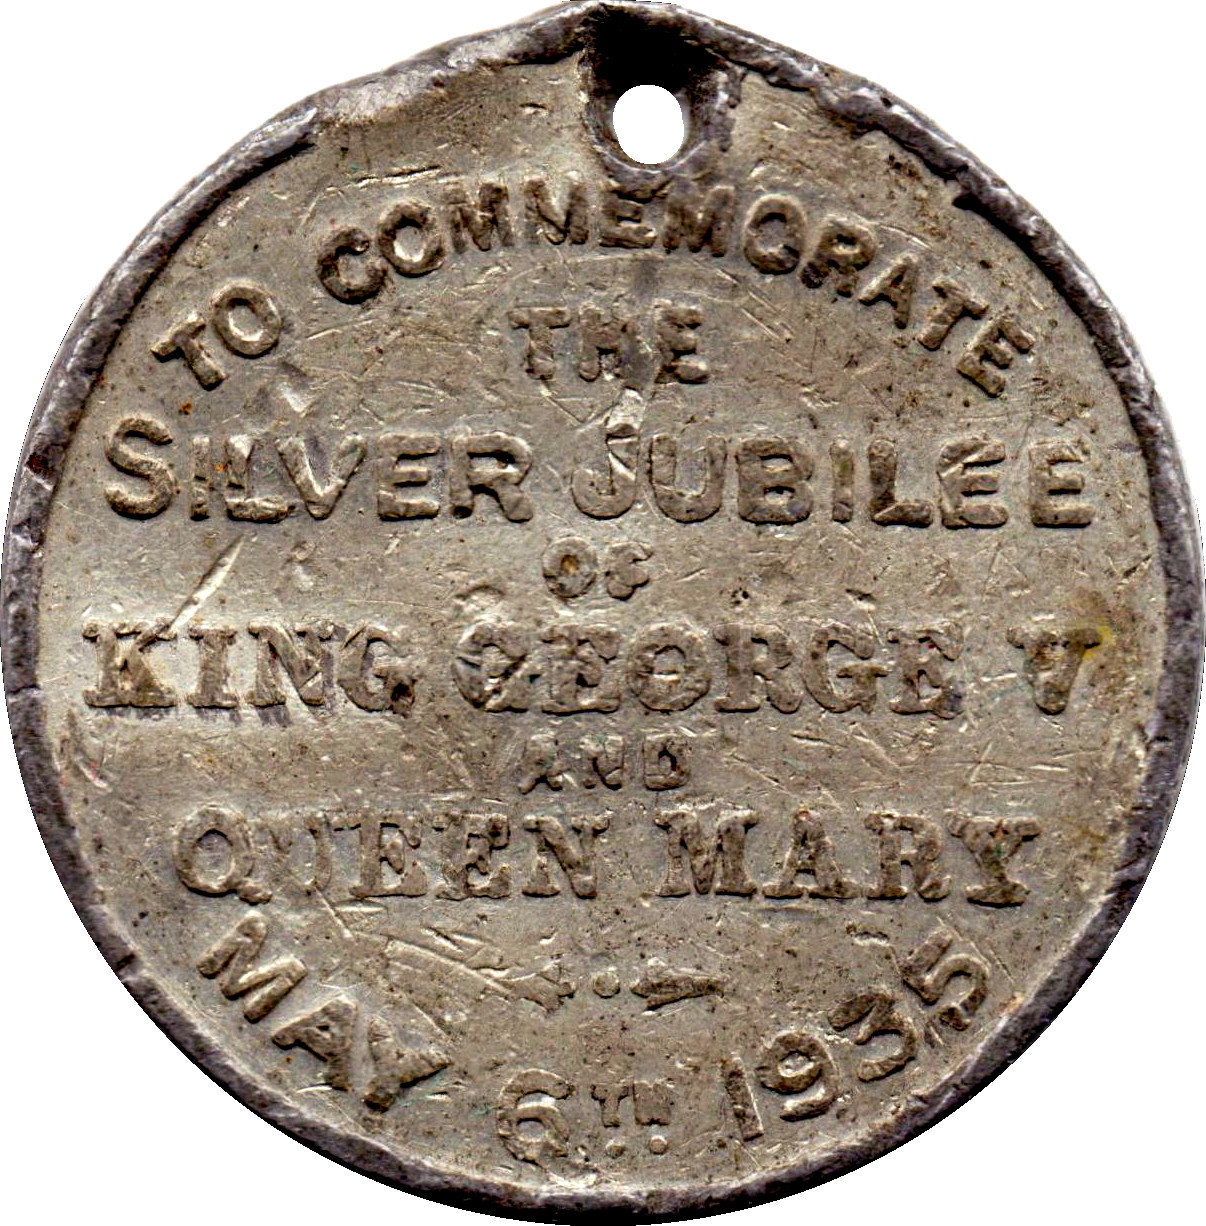 TO COMMEMORATE
THE
SILVER JUBILEE
OF
KING GEORGE V
AND
QUEEN MARY
MAY 6TH 1935